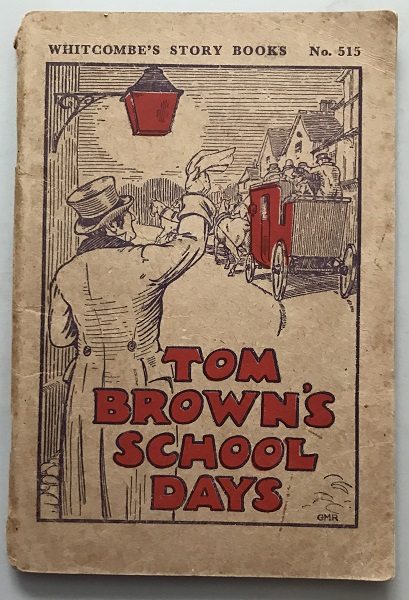 WHITCOMBE'S STORY BOOKS No. 515
TOM
BROWN'S
SCHOOL
DAYS
GMR